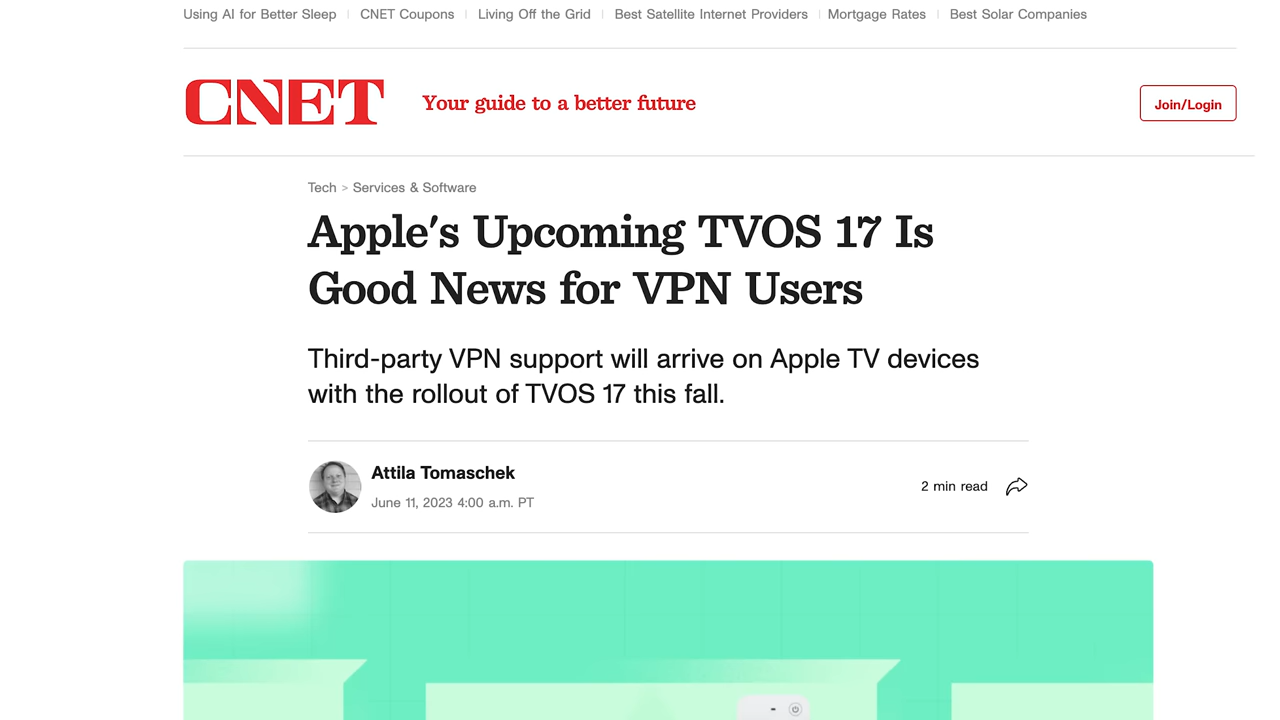 Using AI for Better Sleep | CNET Coupons | Living Off the Grid | Best Satellite Internet Providers | Mortgage Rates | Best Solar Companies
CNET Your guide to a better future Join/Login
Tech > Services & Software
Apple's Upcoming TVOS 17 Is
Good News for VPN Users
Third-party VPN support will arrive on Apple TV devices
with the rollout of TVOS 17 this fall.
Attila Tomaschek
June 11, 2023 4:00 a.m. PT
2 min read